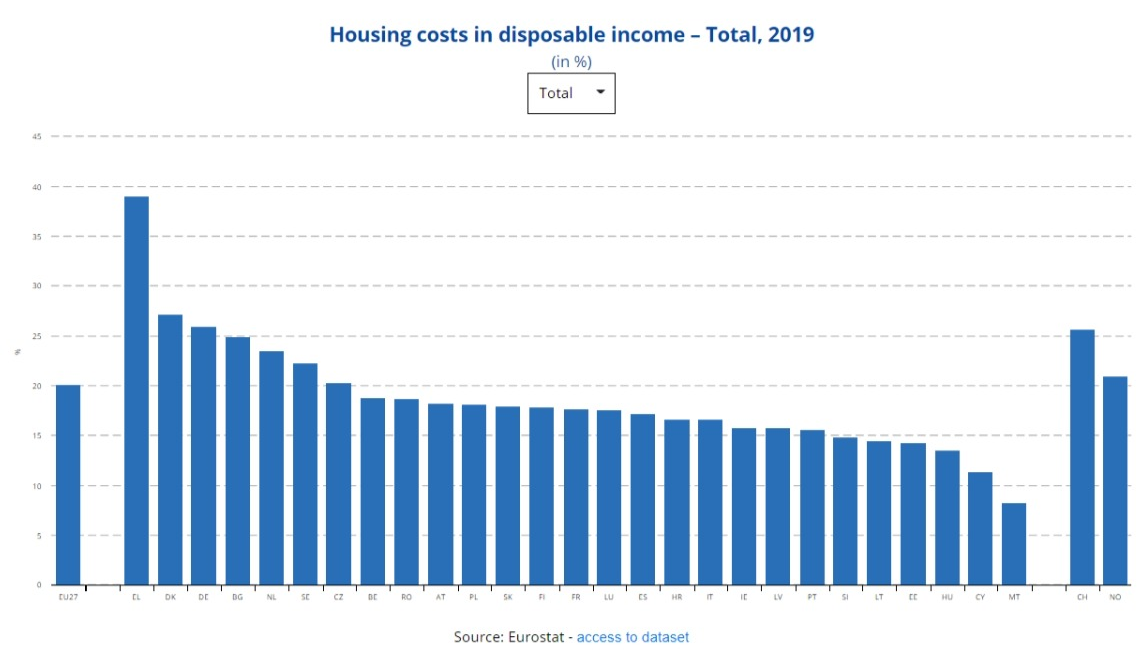 Housing costs in disposable income – Total, 2019
(in %)
Total
45
40
35
30
25
%
20
15
10
5
0
EU27 EL DK DE BG NL SE CZ BE RO AT PL SK FI FR LU ES HR IT IE LV PT SI LT EE HU CY MT CH NO
Source: Eurostat - access to dataset